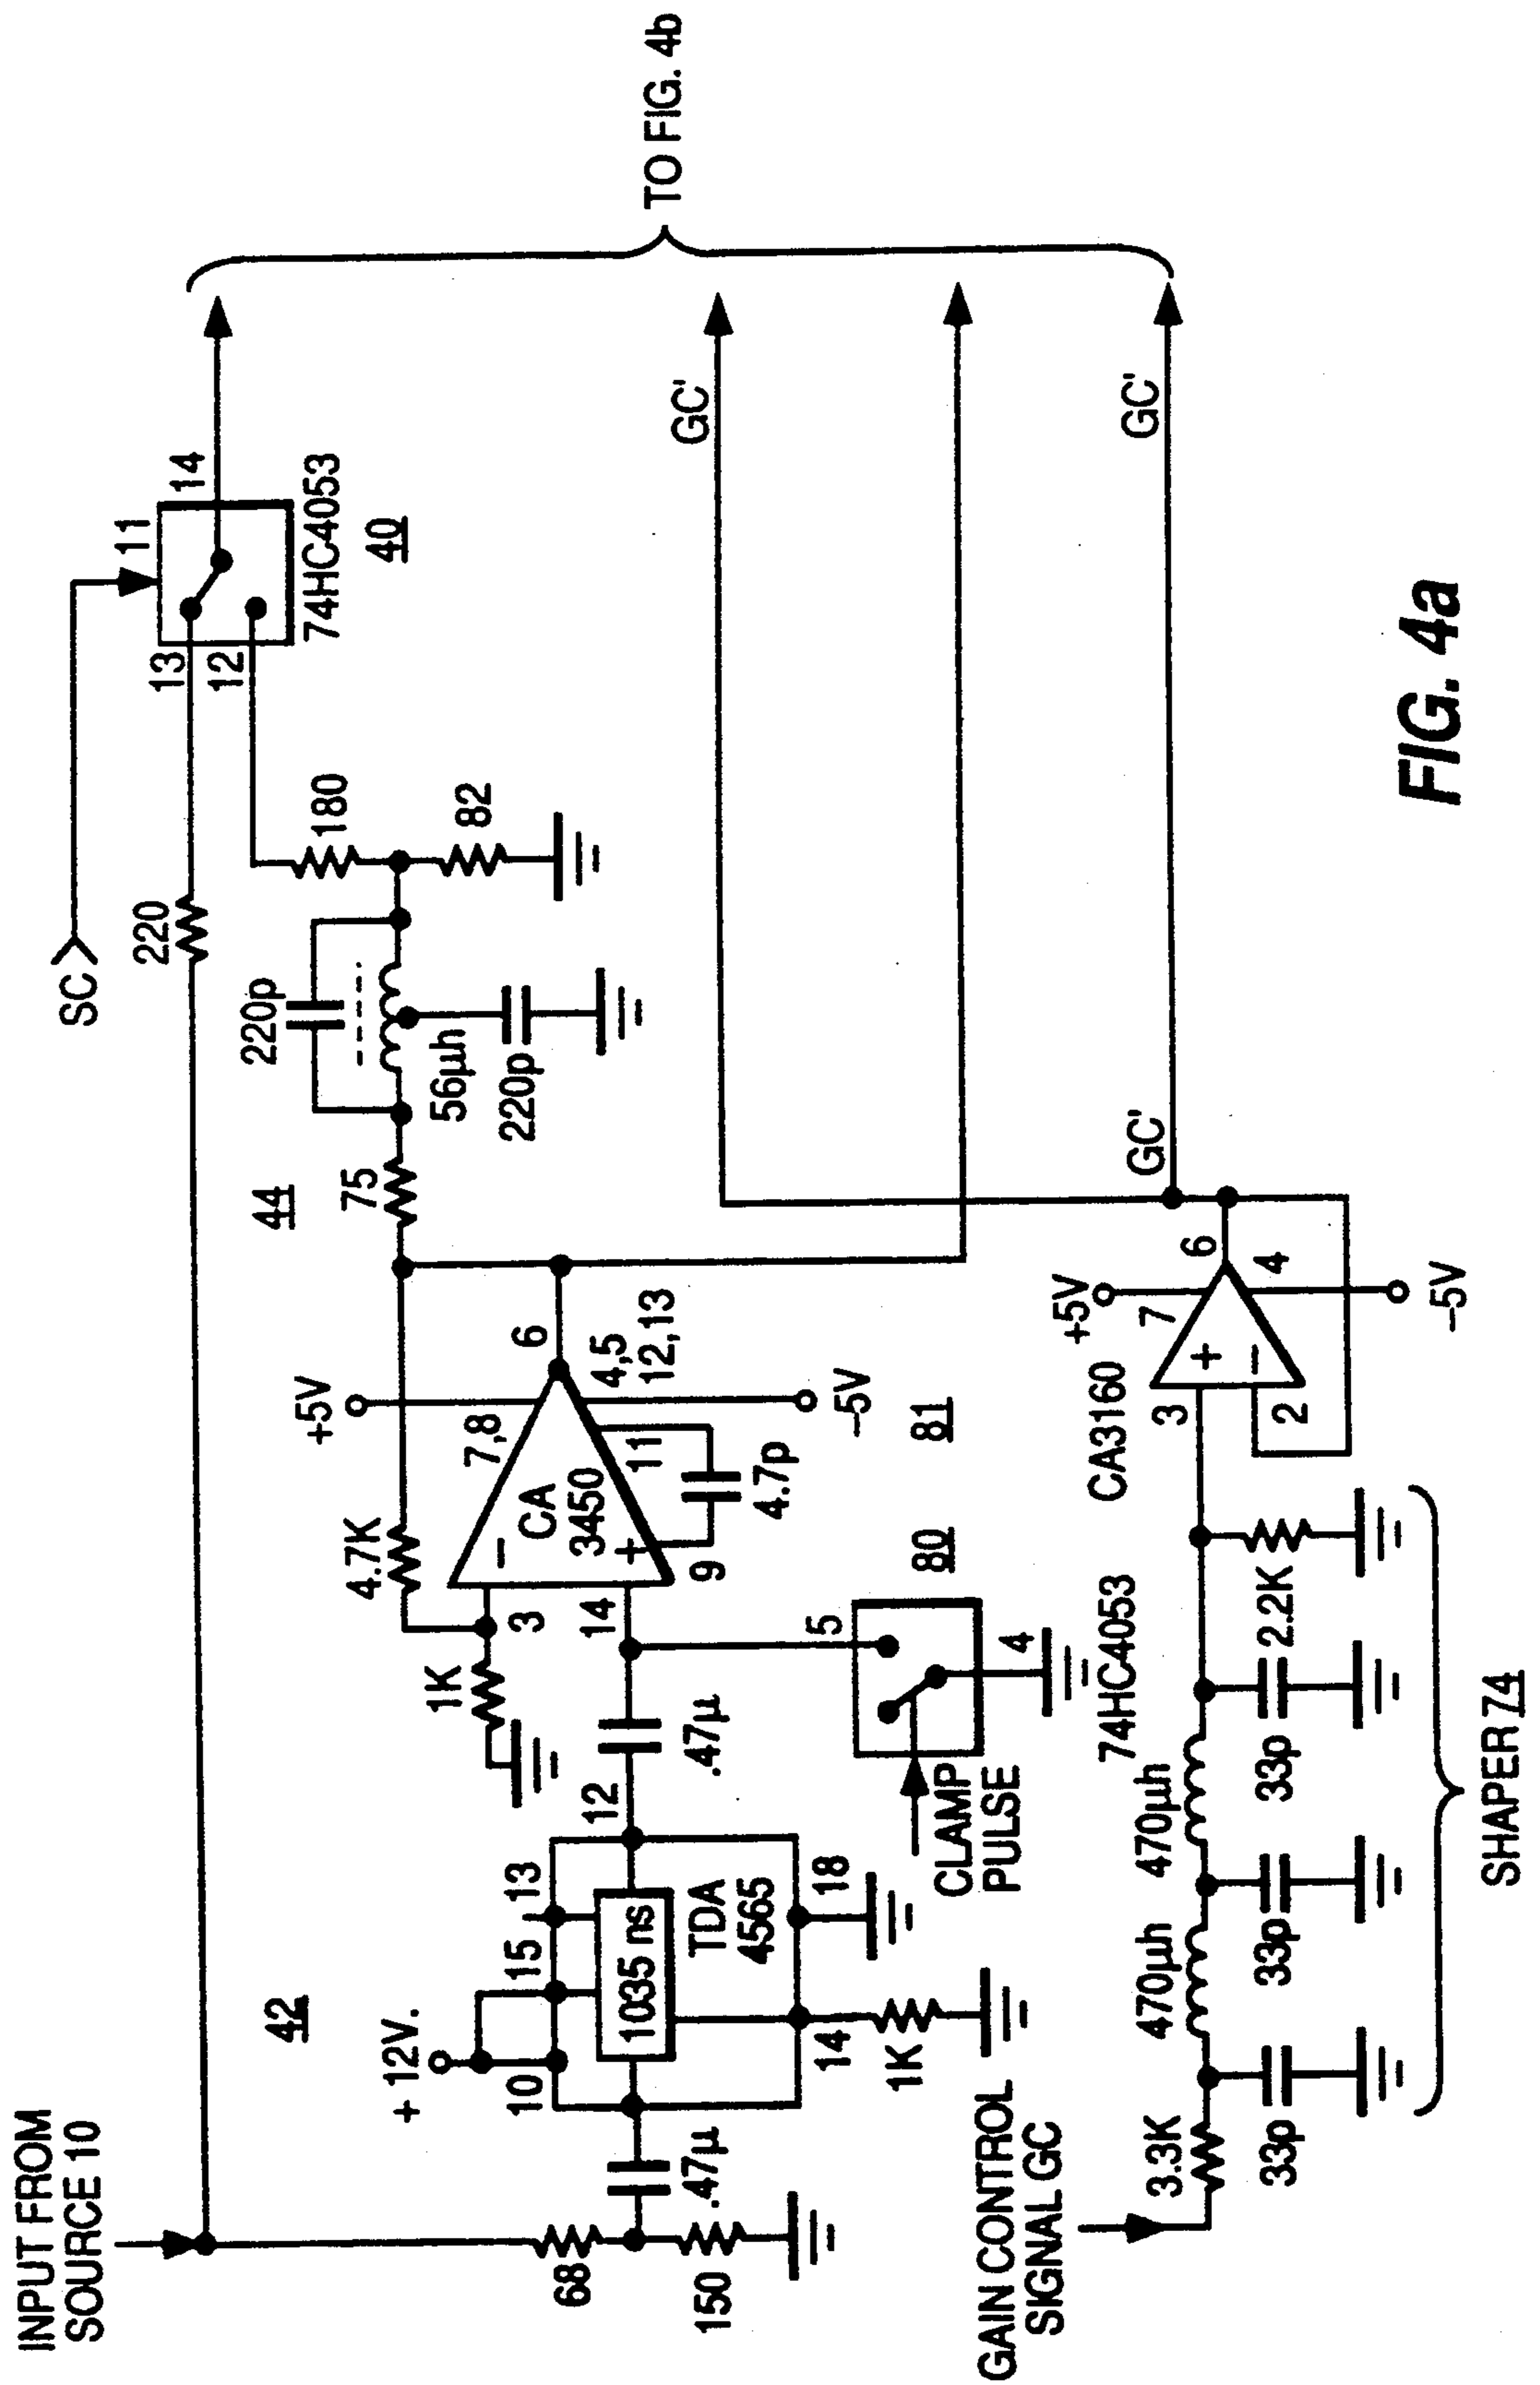 INPUT FROM
SOURCE 10
SC
220
13
12
11
14
74HC4053
40
TO FIG. 4b
42
+ 12V.
10
15
13
1035 ns
TDA
4565
12
14
18
1K
68
150
.47µ
.47µ
1K
4.7K
3
14
CA
3450
7,8
+5V
6
4,5
12,13
11
9
4.7p
-5V
81
80
5
4
CLAMP
PULSE
74HC4053
44
75
220p
56µh
220p
180
82
GC'
GC'
GC'
GAIN CONTROL
SIGNAL GC
3.3K
33p
470µh
33p
470µh
33p
2.2K
SHAPER 74
CA3160
3
2
+5V
7
6
4
-5V
FIG. 4a